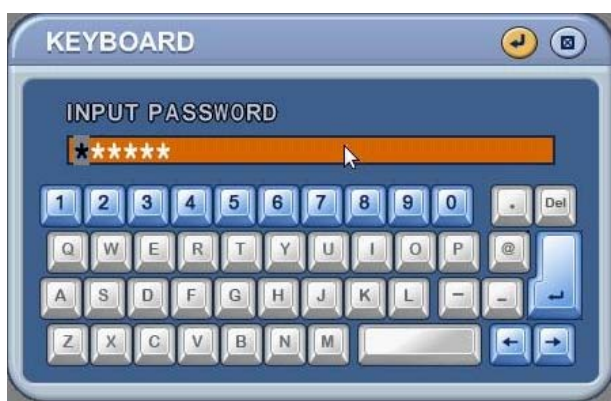 KEYBOARD
INPUT PASSWORD
******
1 2 3 4 5 6 7 8 9 0 . Del
Q W E R T Y U I O P @
A S D F G H J K L - _
Z X C V B N M ← →